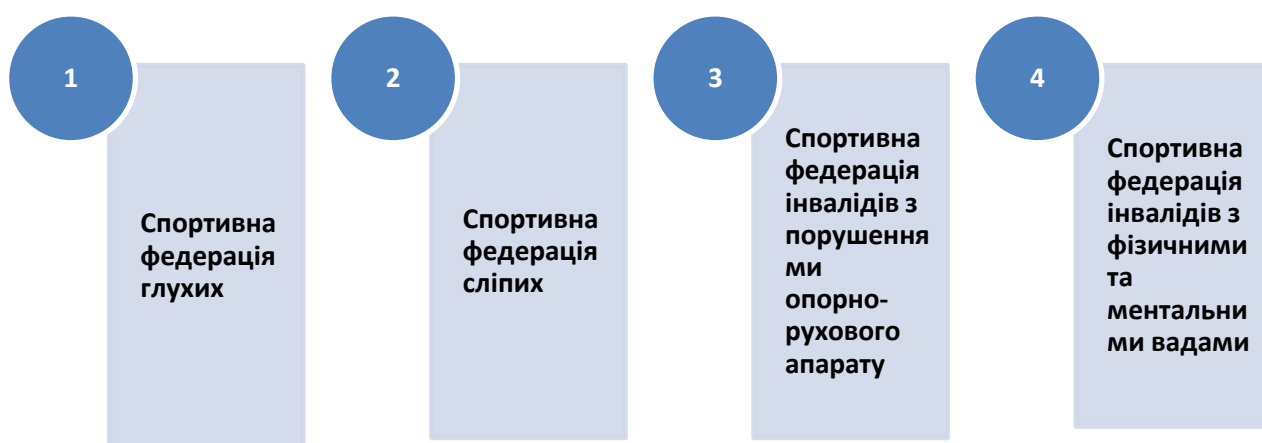 1
Спортивна
федерація
глухих
2
Спортивна
федерація
сліпих
3
Спортивна
федерація
інвалідів з
порушення
ми
опорно-
рухового
апарату
4
Спортивна
федерація
інвалідів з
фізичними
та
ментальни
ми вадами